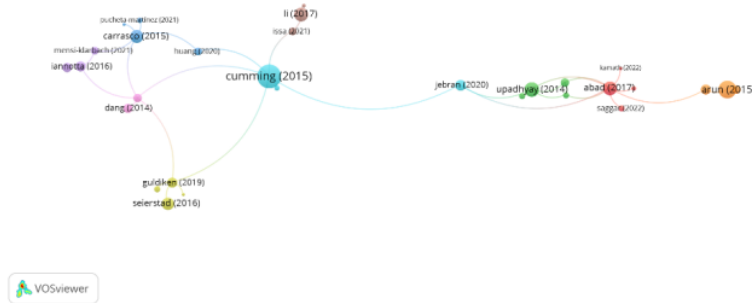 pucheta-martinez (2021)
li (2017)
carrasco (2015)
issa (2021)
mensi-klarbach (2021)
huang (2020)
iannotta (2016)
cumming (2015)
kamath (2022)
jebran (2020)
upadhyay (2014)
abad (2017)
arun (2015
dang (2014)
saggar (2022)
guldiken (2019)
seierstad (2016)
VOSviewer